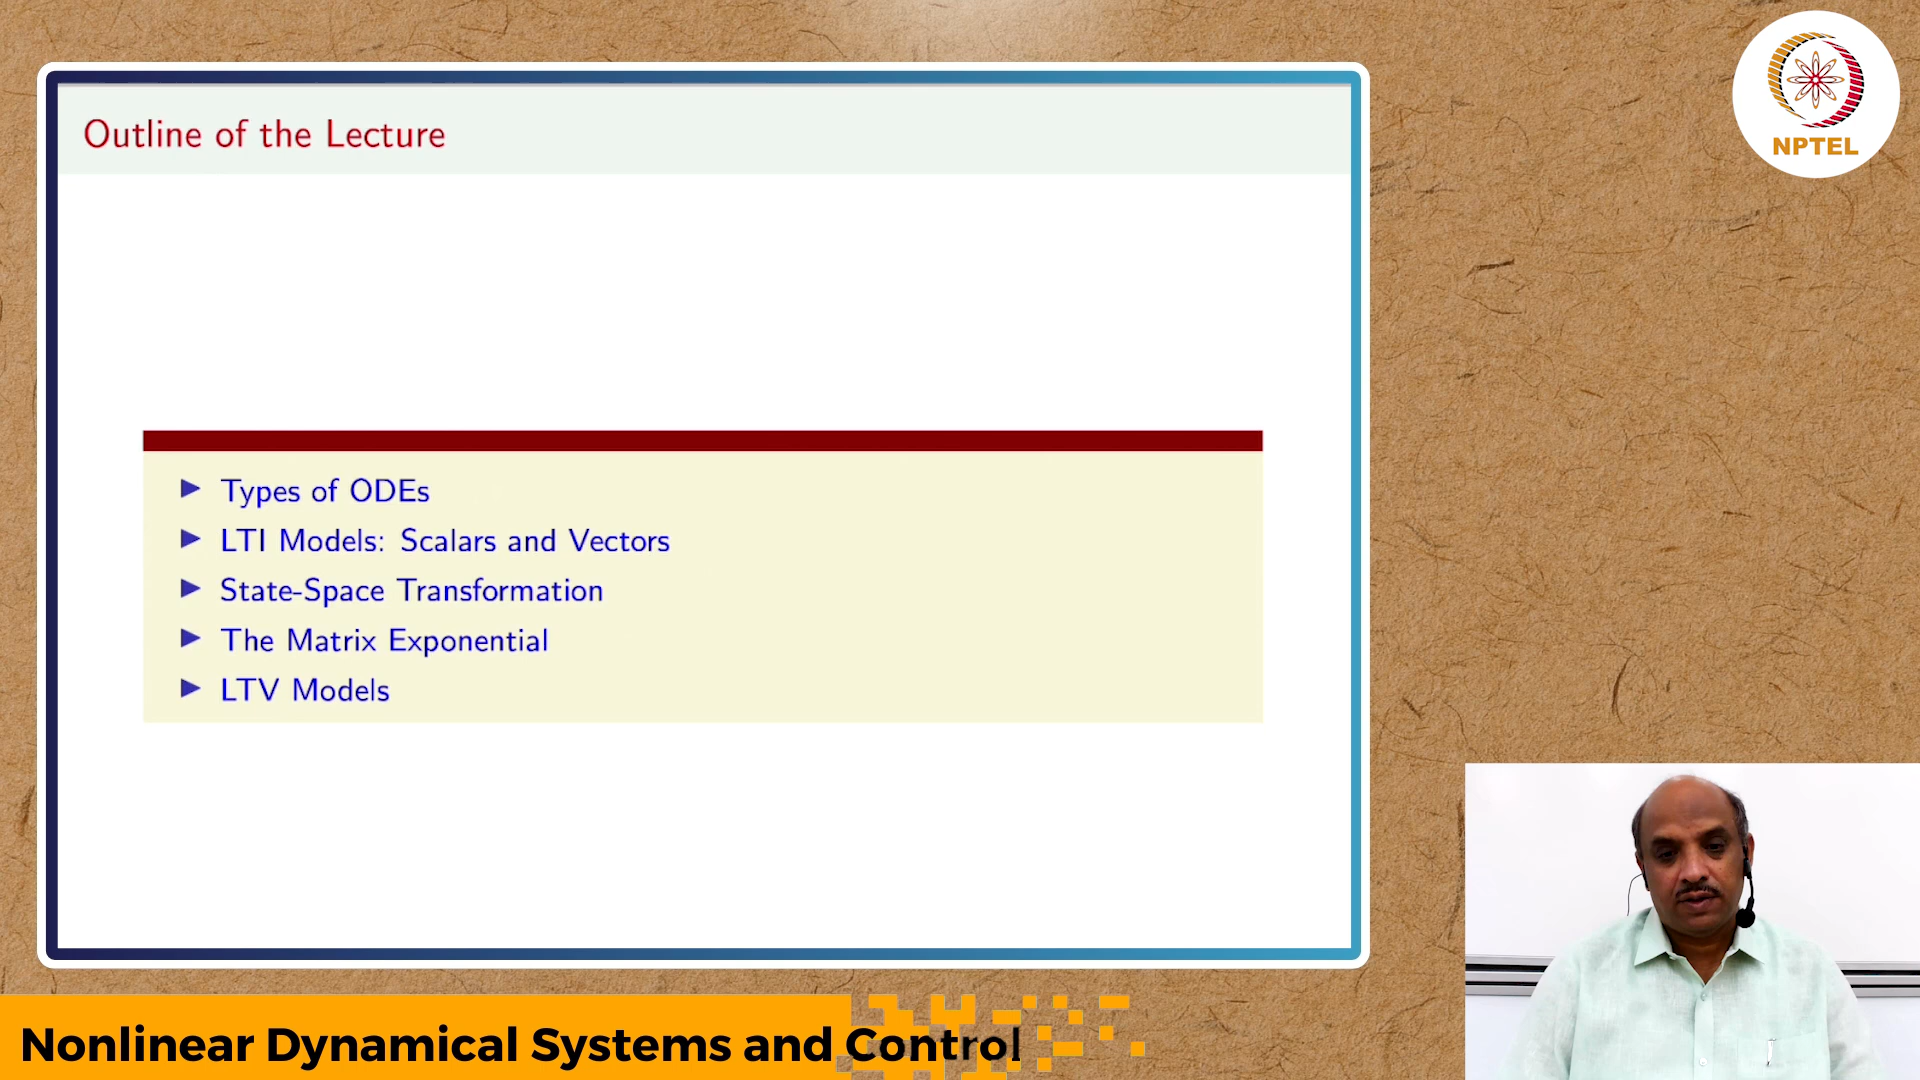 Outline of the Lecture
NPTEL
Types of ODEs
LTI Models: Scalars and Vectors
State-Space Transformation
The Matrix Exponential
LTV Models
Nonlinear Dynamical Systems and Control